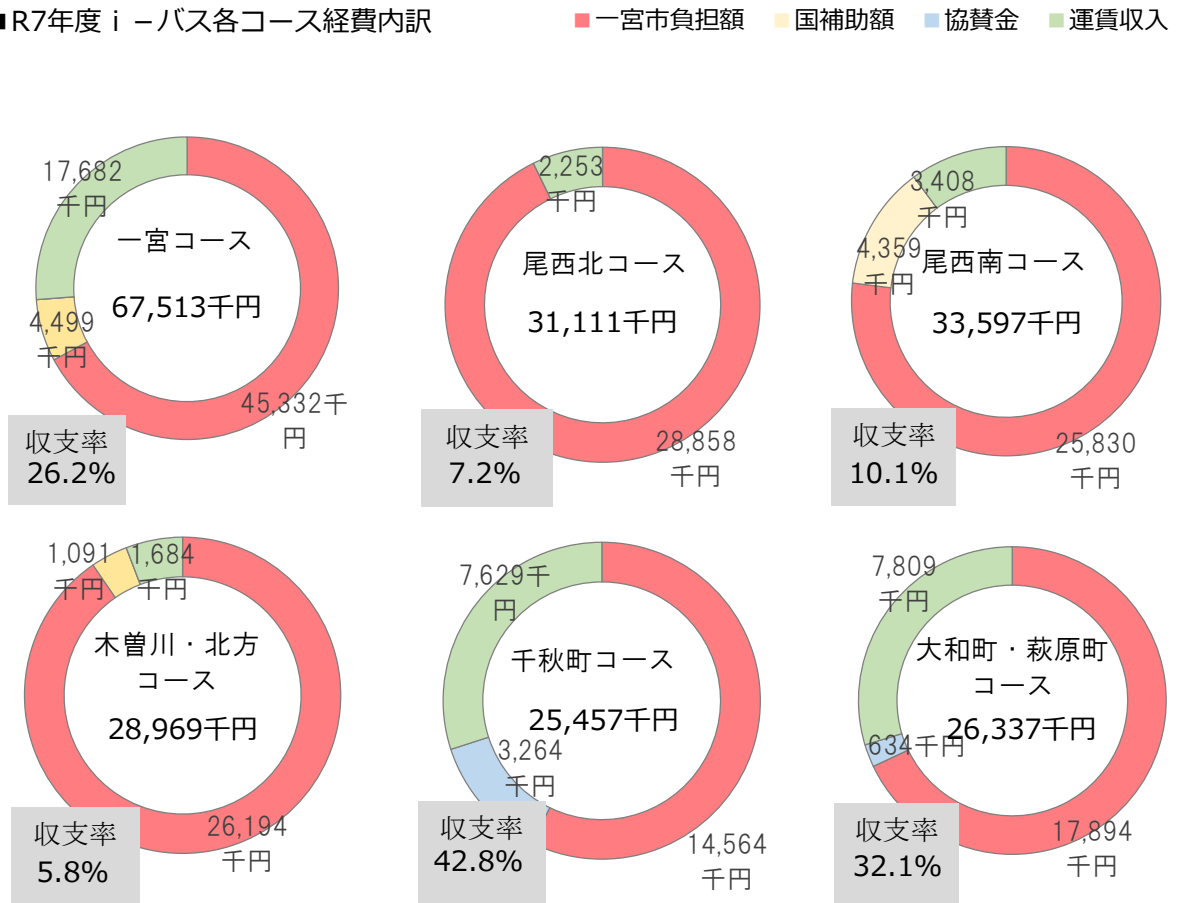 ■R7年度ｉ－バス各コース経費内訳
■一宮市負担額 ■国補助額 ■協賛金 ■運賃収入
17,682
千円
一宮コース
67,513千円
4,499
千円
45,332千
円
収支率
26.2%
2,253
千円
尾西北コース
31,111千円
28,858
千円
収支率
7.2%
3,408
千円
4,359
千円
尾西南コース
33,597千円
25,830
千円
収支率
10.1%
1,091
千円
1,684
千円
木曽川・北方
コース
28,969千円
26,194
千円
収支率
5.8%
7,629千
円
千秋町コース
25,457千円
3,264
千円
14,564
千円
収支率
42.8%
7,809
千円
大和町・萩原町
コース
26,337千円
634千円
17,894
千円
収支率
32.1%